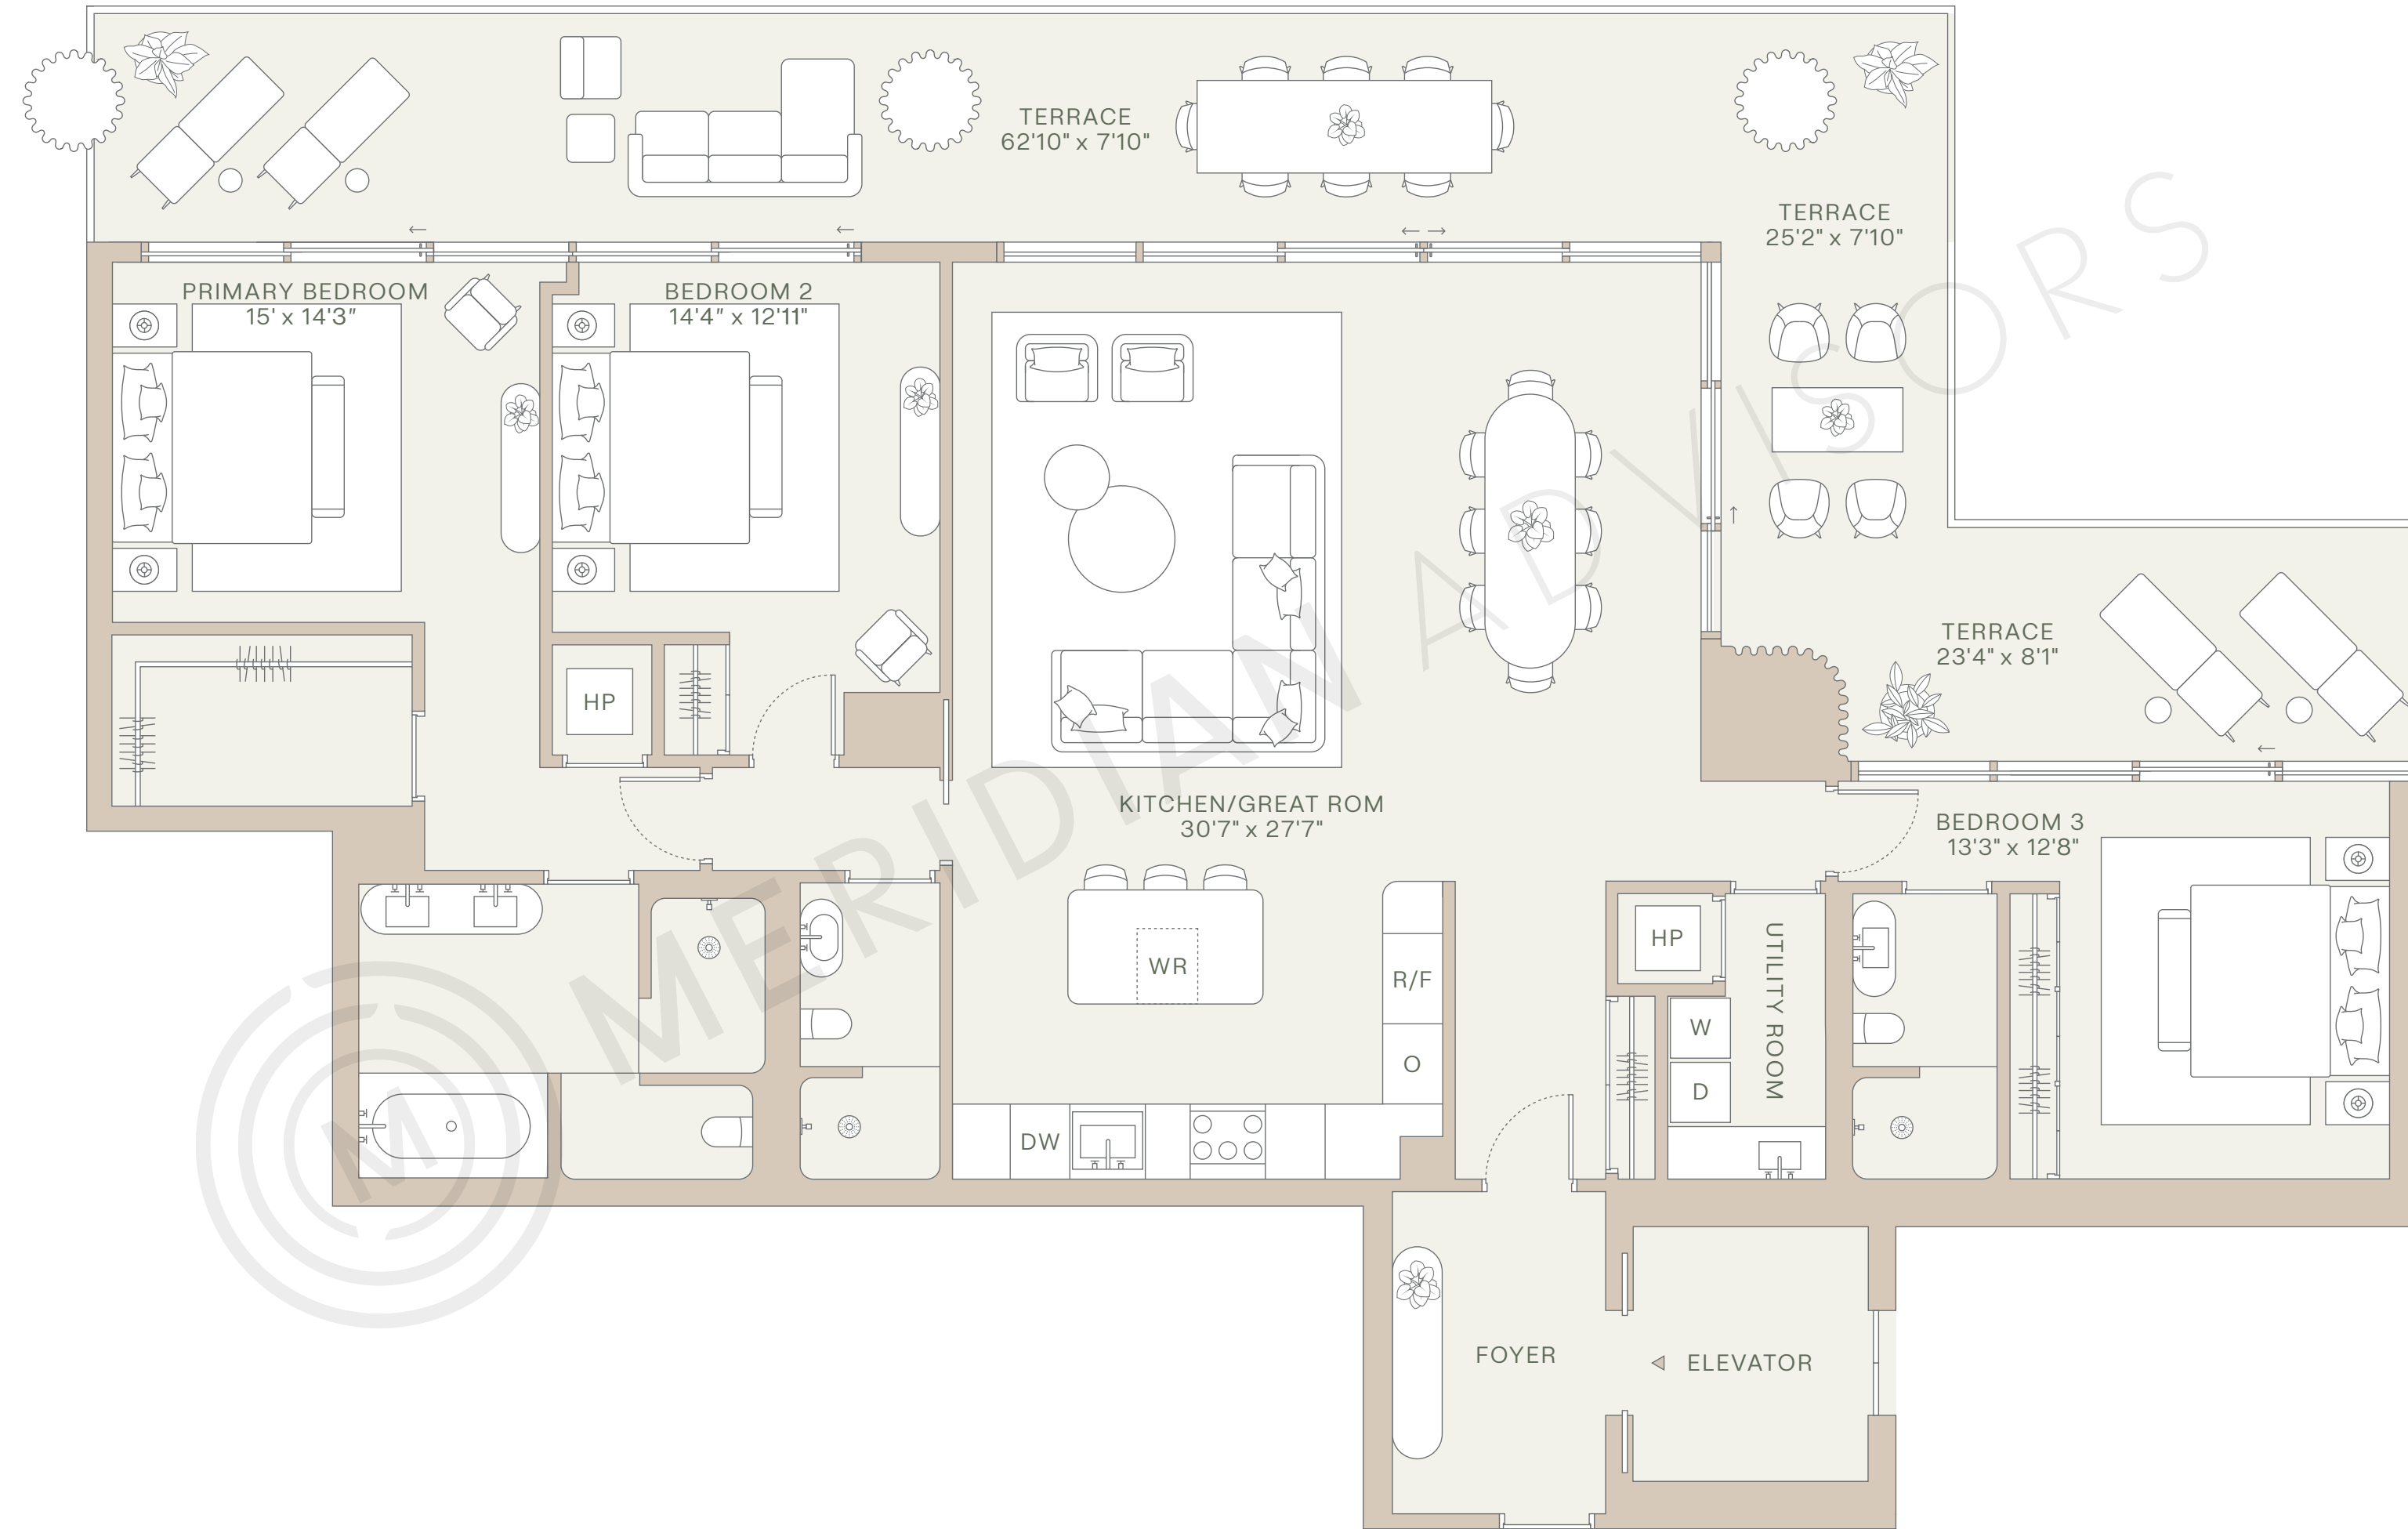 TERRACE
62'10" x 7'10"
TERRACE
25'2" x 7'10"
PRIMARY BEDROOM
15' x 14'3"
BEDROOM 2
14'4" x 12'11"
TERRACE
23'4" x 8'1"
HP
KITCHEN/GREAT ROM
30'7" x 27'7"
BEDROOM 3
13'3" x 12'8"
WR
R/F
O
DW
HP
W
D
UTILITY ROOM
FOYER
ELEVATOR
M
MERIDIAN ADVISORS